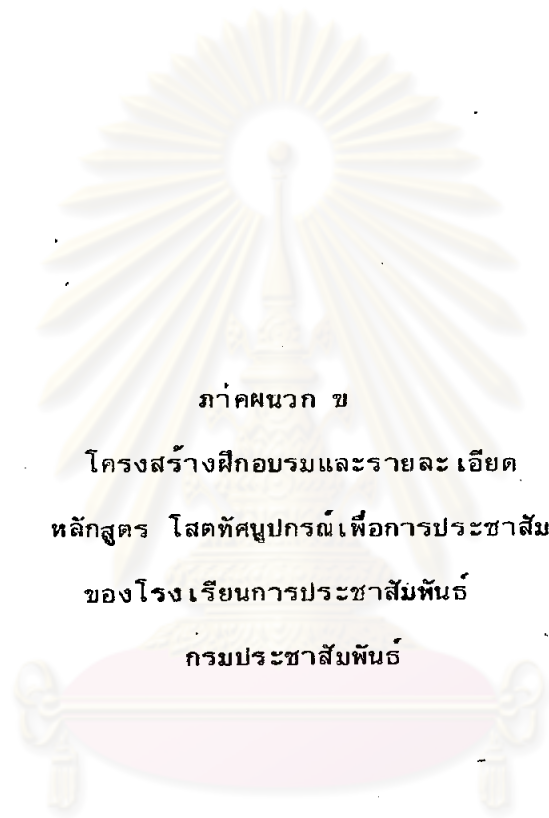 ภาคผนวก ข
โครงสร้างฝึกอบรมและรายละเอียด
หลักสูตร โสตทัศนูปกรณ์เพื่อการประชาสัม
ของโรงเรียนการประชาสัมพันธ์
กรมประชาสัมพันธ์